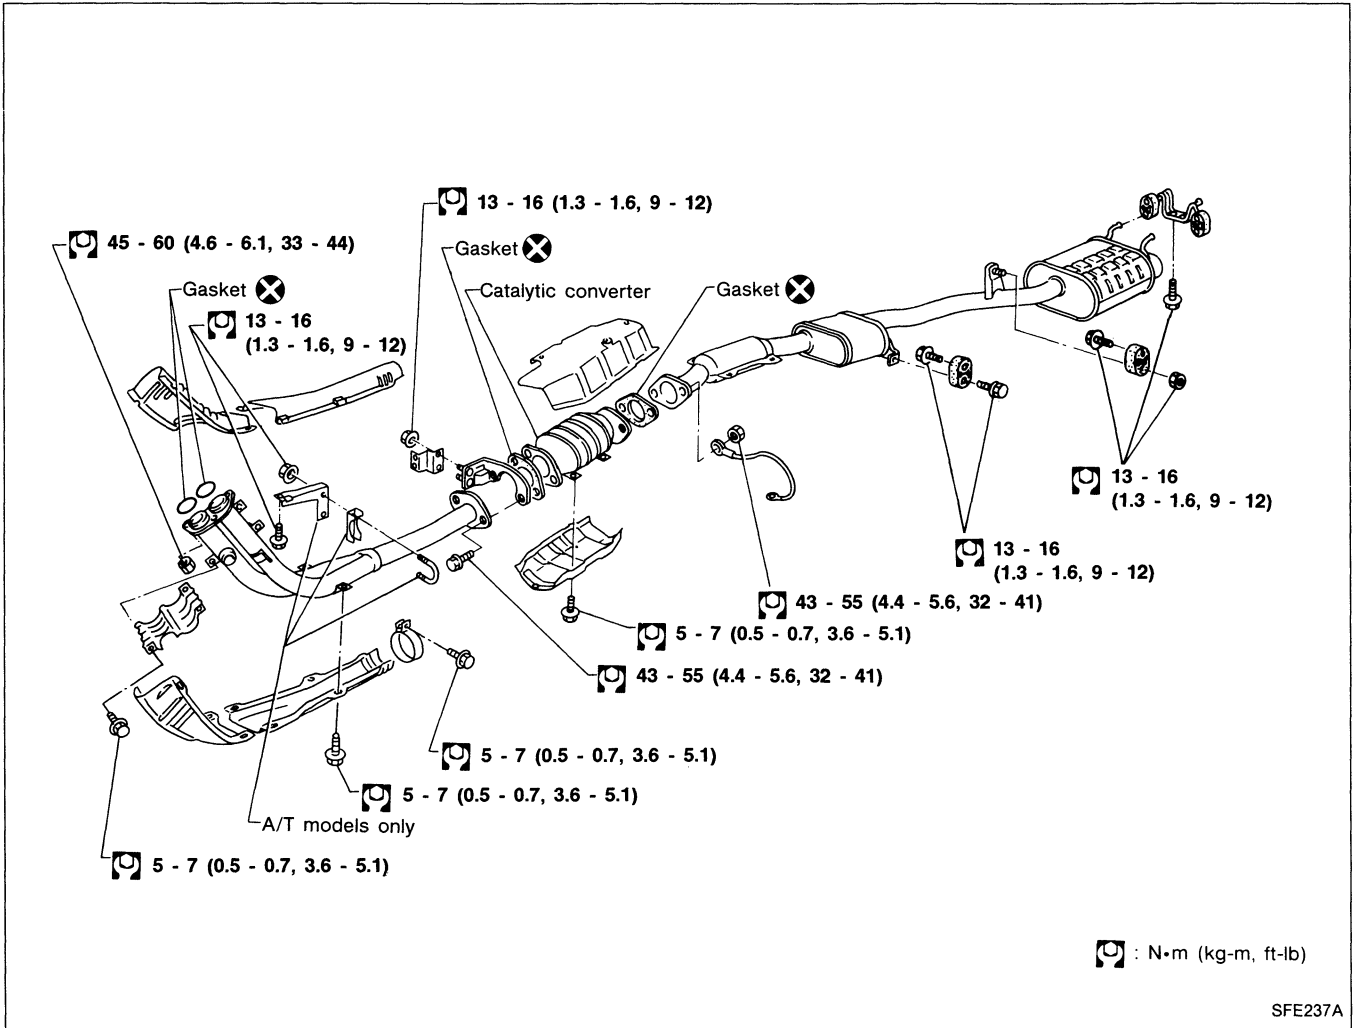 13 - 16 (1.3 - 1.6, 9 - 12)
45 - 60 (4.6 - 6.1, 33 - 44)
Gasket
Catalytic converter
Gasket
Gasket
13 - 16
(1.3 - 1.6, 9 - 12)
13 - 16
(1.3 - 1.6, 9 - 12)
13 - 16
(1.3 - 1.6, 9 - 12)
43 - 55 (4.4 - 5.6, 32 - 41)
5 - 7 (0.5 - 0.7, 3.6 - 5.1)
43 - 55 (4.4 - 5.6, 32 - 41)
5 - 7 (0.5 - 0.7, 3.6 - 5.1)
5 - 7 (0.5 - 0.7, 3.6 - 5.1)
A/T models only
5 - 7 (0.5 - 0.7, 3.6 - 5.1)
: N•m (kg-m, ft-lb)
SFE237A